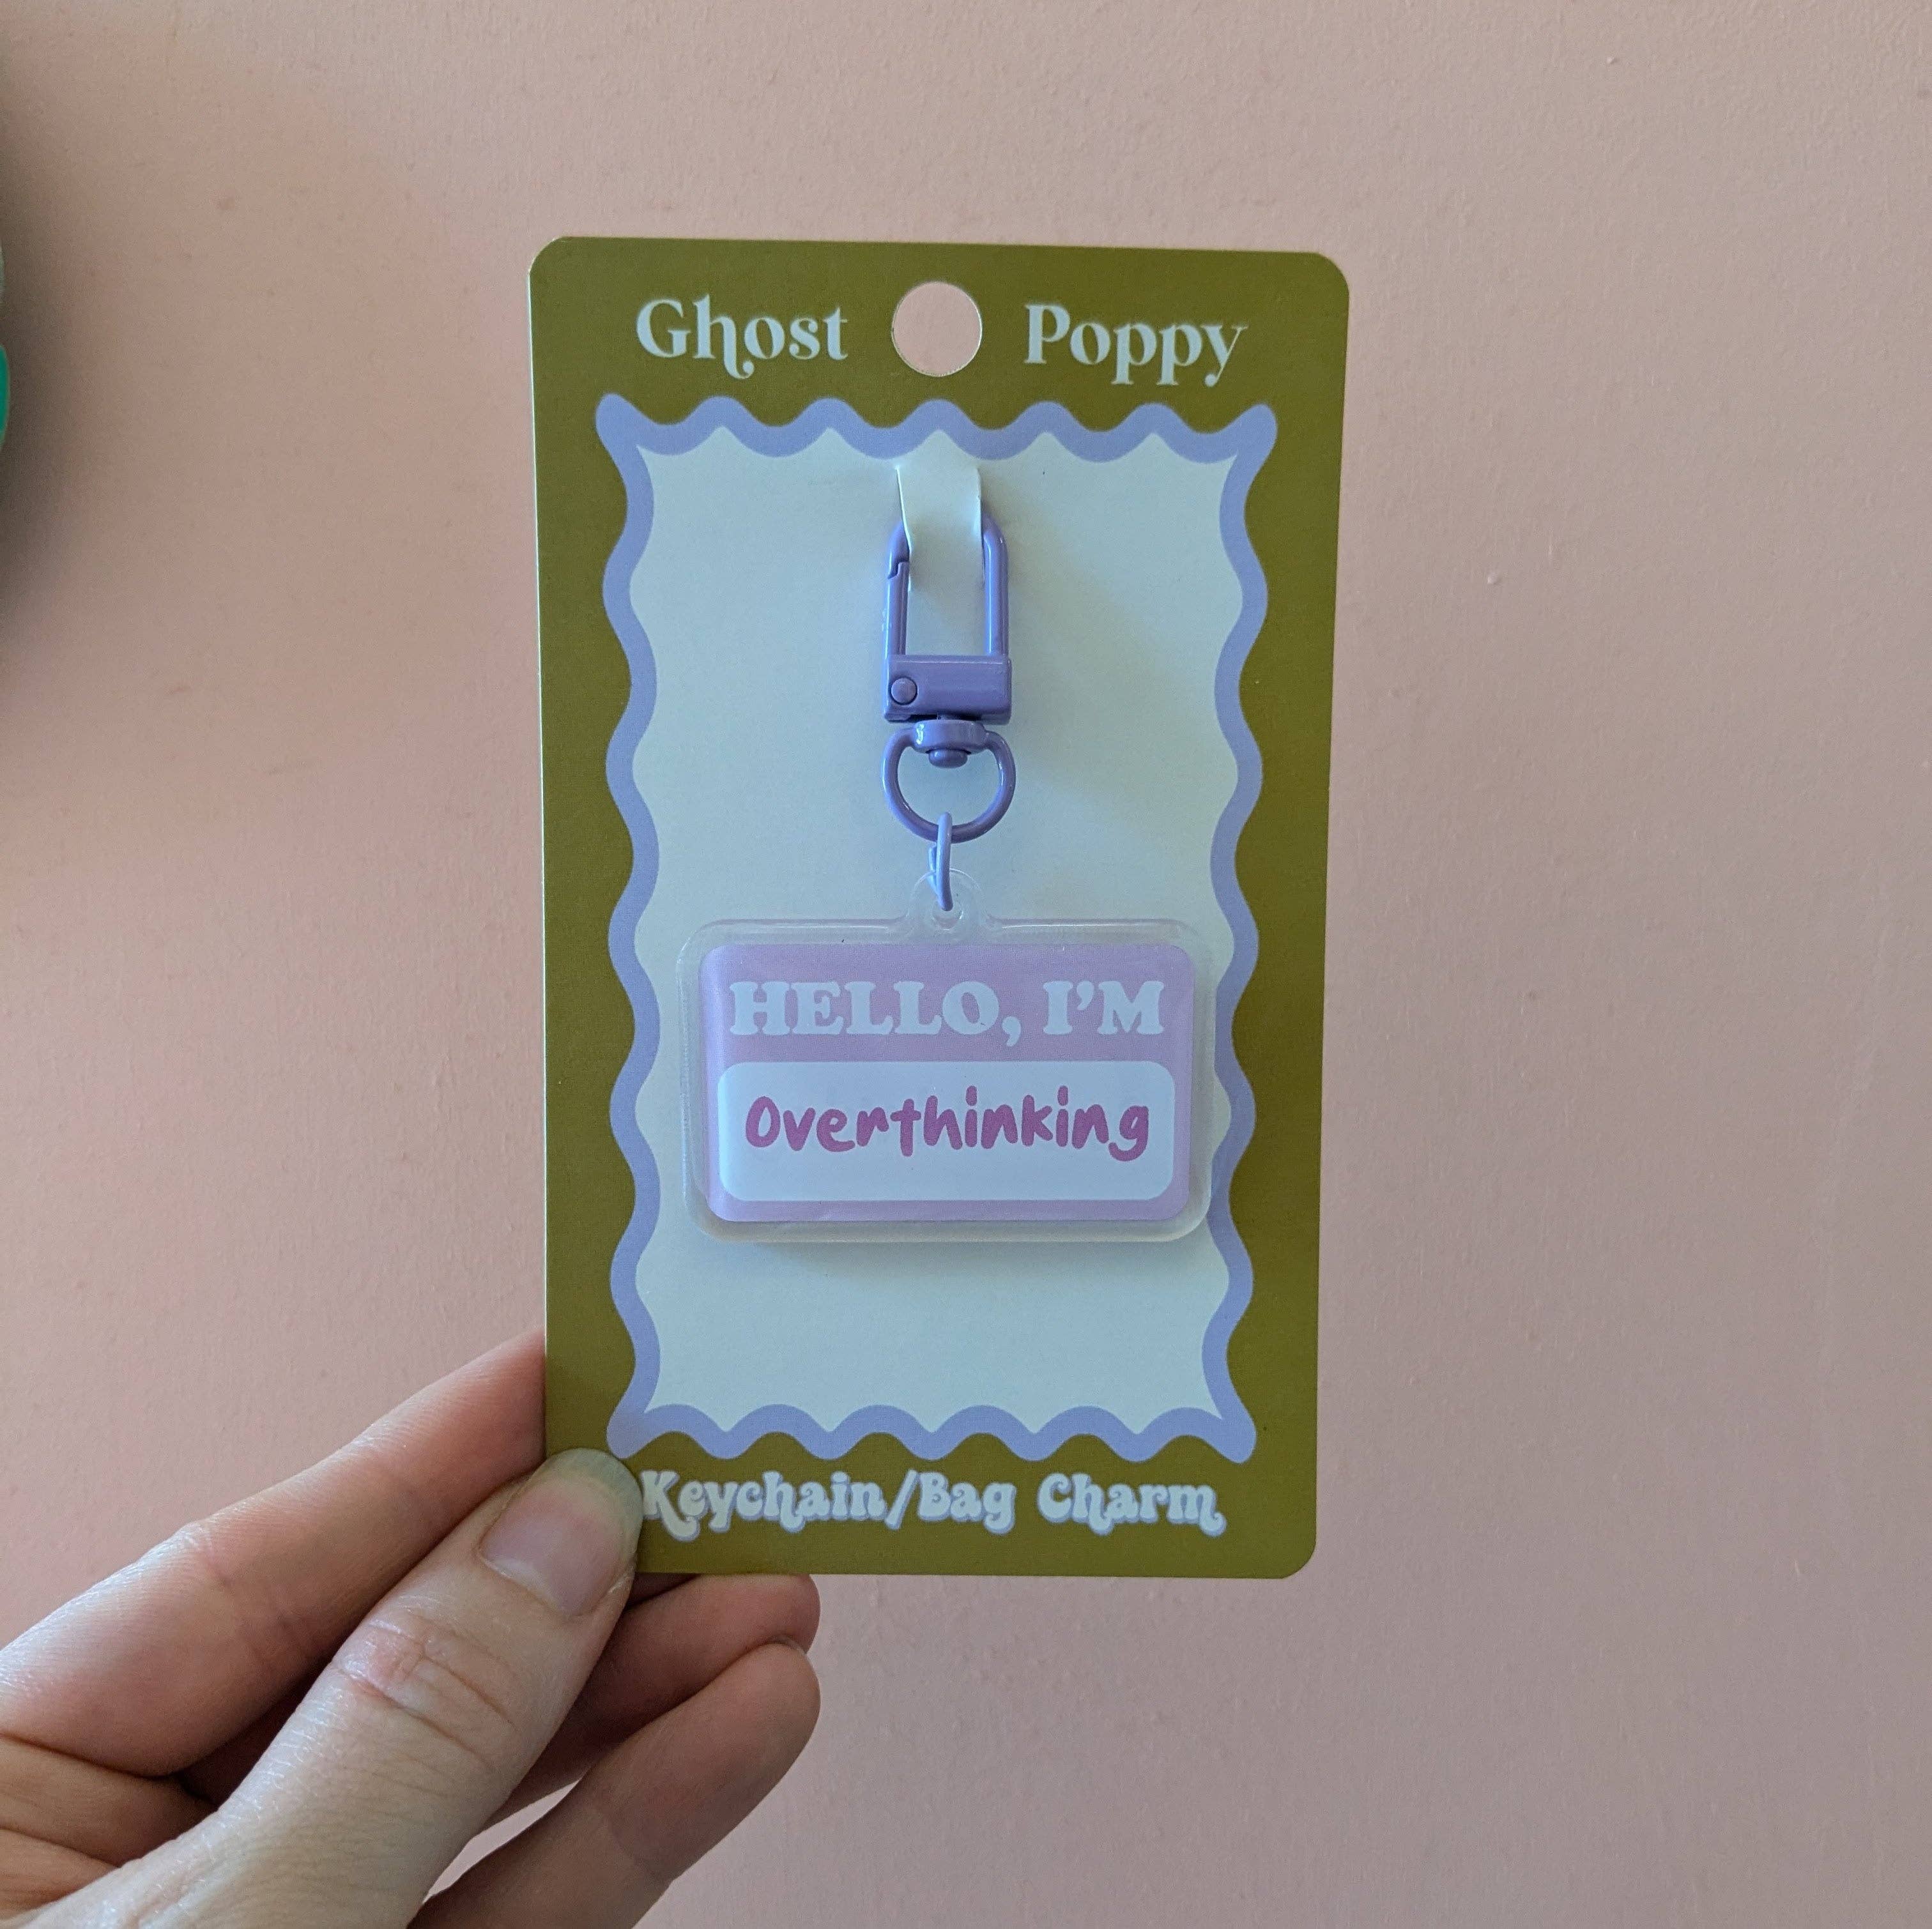 Ghost Poppy
HELLO, I'M
Overthinking
Keychain/Bag Charm